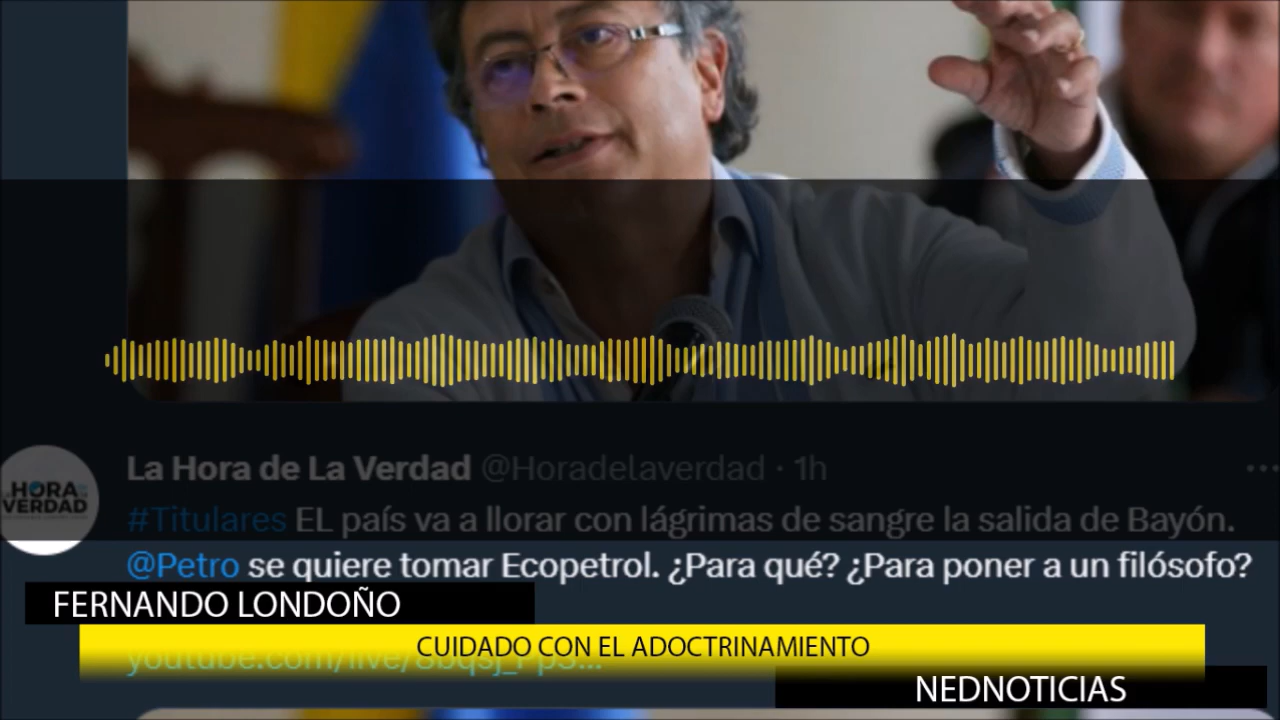 La Hora de La Verdad @Horadelaverdad · 1h
HORA
VERDAD
#Titulares EL país va a llorar con lágrimas de sangre la salida de Bayón.
@Petro se quiere tomar Ecopetrol. ¿Para qué? ¿Para poner a un filósofo?
FERNANDO LONDOÑO
CUIDADO CON EL ADOCTRINAMIENTO
NEDNOTICIAS